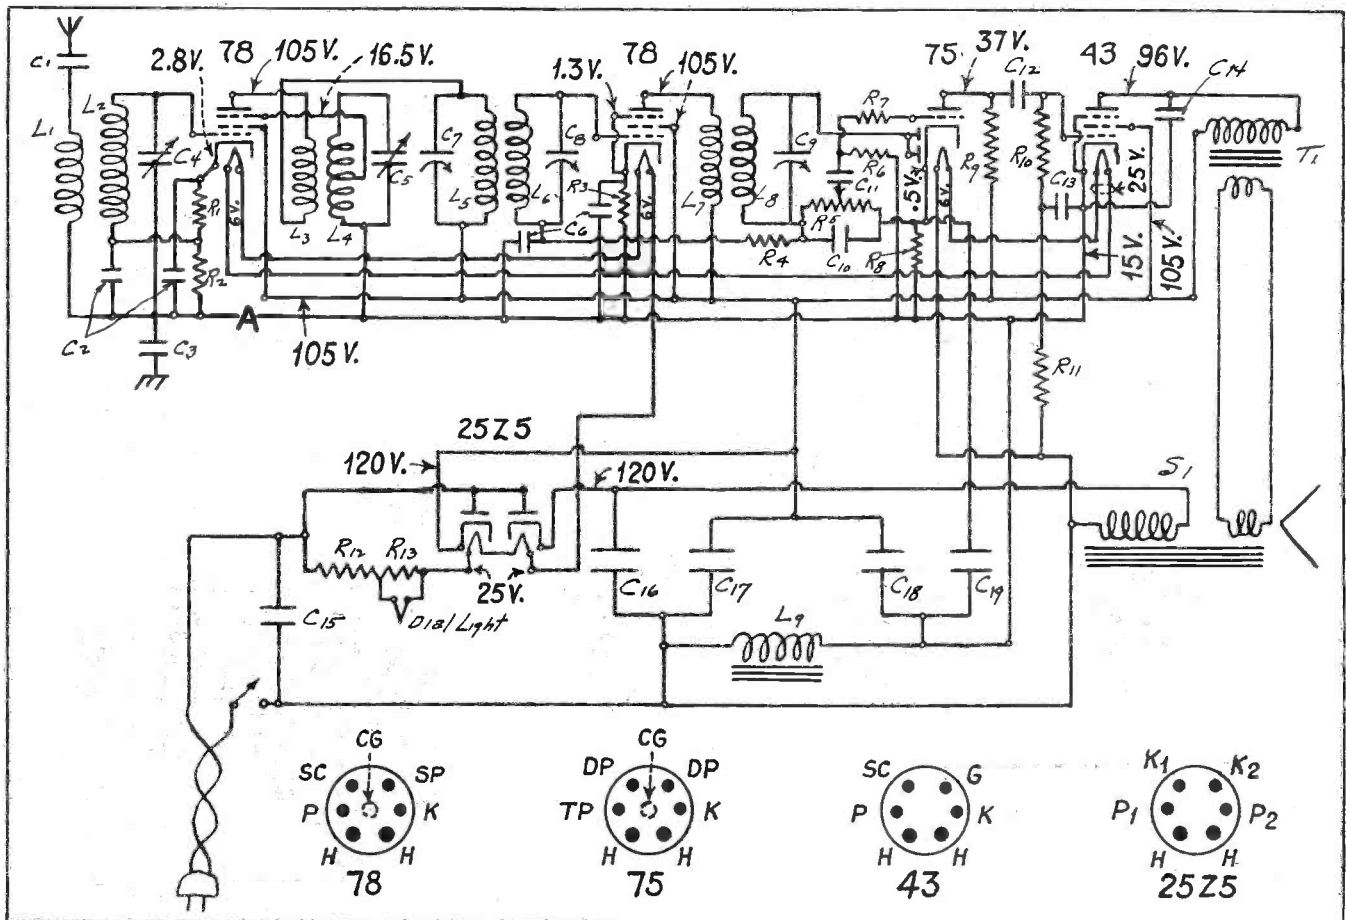 78 105 V. 16.5 V. 78 105 V. 75 37 V. C12 43 96 V. C14
C1 2.8 V. 1.3 V.
L2 R7
L1 C4 C5 C7 C8 C9 R6 R9 R10 25 V. T1
R1 6 V. L3 L4 L5 L6 R3 6 V. L7 L8 C11 .5 V. 6 V. C13
C6 R5
R2 R4 C10 R8 15 V. 105 V.
C2 C3 A 105 V.
R11
25Z5
120 V. 120 V. S1
R12 R13 25 V. C16 C17 C18 C19
C15 Dial Light L9
CG CG
SC SP DP DP SC G K1 K2
P K TP K P K P1 P2
H H H H H H H H
78 75 43 25Z5